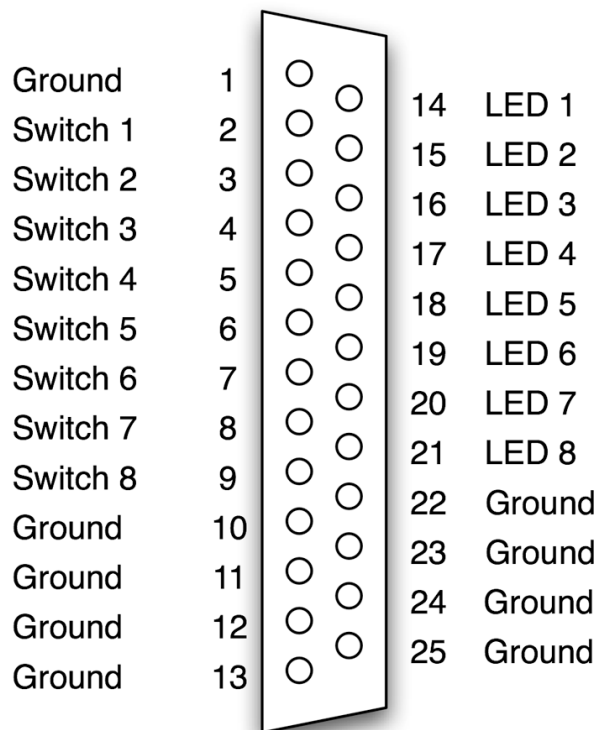 Ground 1
Switch 1 2
Switch 2 3
Switch 3 4
Switch 4 5
Switch 5 6
Switch 6 7
Switch 7 8
Switch 8 9
Ground 10
Ground 11
Ground 12
Ground 13
14 LED 1
15 LED 2
16 LED 3
17 LED 4
18 LED 5
19 LED 6
20 LED 7
21 LED 8
22 Ground
23 Ground
24 Ground
25 Ground